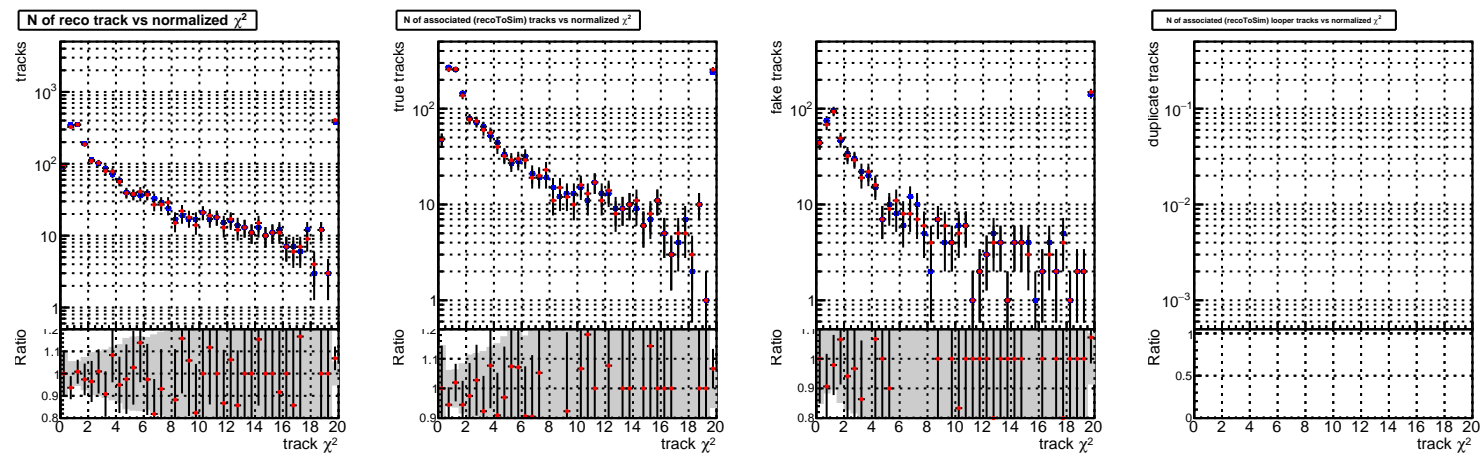 N of reco track vs normalized χ²
tracks
10³
10²
10
1
Ratio
1.2
1.1
1
0.9
0.8
0 2 4 6 8 10 12 14 16 18 20
track χ²
N of associated (recoToSim) tracks vs normalized χ²
true tracks
10²
10
1
Ratio
1.2
1.1
1
0.9
0 2 4 6 8 10 12 14 16 18 20
track χ²
fake tracks
10²
10
1
Ratio
1.1
1
0.9
0.8
0 2 4 6 8 10 12 14 16 18 20
track χ²
N of associated (recoToSim) looper tracks vs normalized χ²
duplicate tracks
10⁻¹
10⁻²
10⁻³
Ratio
1
0.5
0
0 2 4 6 8 10 12 14 16 18 20
track χ²